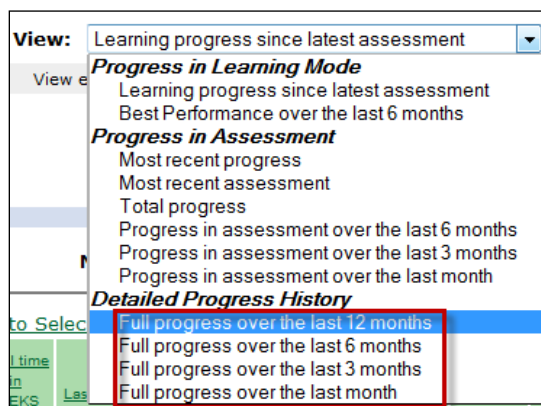 View: Learning progress since latest assessment
View e
Progress in Learning Mode
Learning progress since latest assessment
Best Performance over the last 6 months
Progress in Assessment
Most recent progress
Most recent assessment
Total progress
Progress in assessment over the last 6 months
Progress in assessment over the last 3 months
Progress in assessment over the last month
Detailed Progress History
to Selec
Full progress over the last 12 months
Full progress over the last 6 months
l time
Full progress over the last 3 months
in
Full progress over the last month
EKS Las